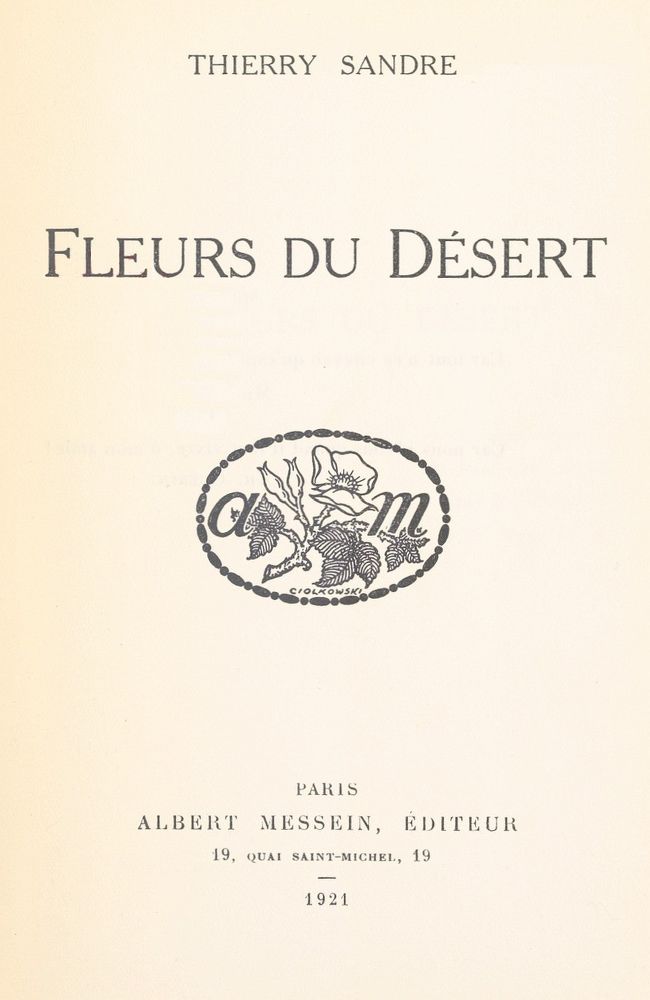 THIERRY SANDRE
FLEURS DU DÉSERT
a m
CIOLKOWSKI
PARIS
ALBERT MESSEIN, ÉDITEUR
19, QUAI SAINT-MICHEL, 19
1921